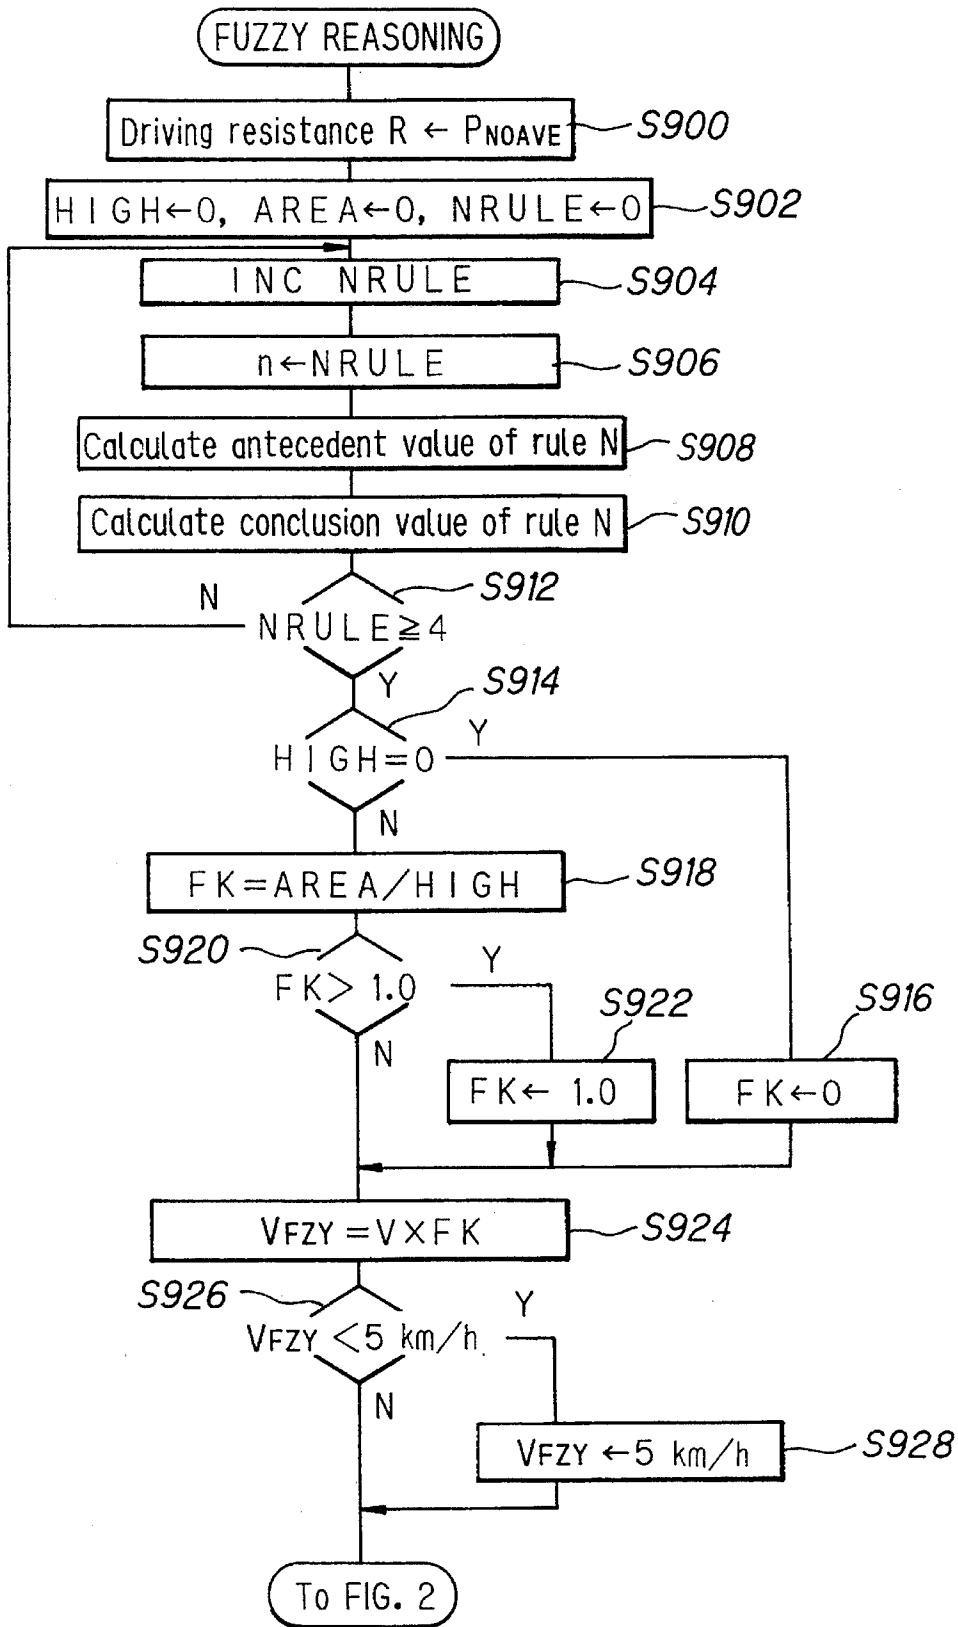 FUZZY REASONING
Driving resistance R ← PNOAVE
S900
HIGH←0, AREA←0, NRULE←0
S902
INC NRULE
S904
n←NRULE
S906
Calculate antecedent value of rule N
S908
Calculate conclusion value of rule N
S910
S912
N
NRULE≧4
Y
S914
HIGH=0
Y
N
FK=AREA/HIGH
S918
S920
FK> 1.0
Y
N
S922
S916
FK← 1.0
FK←0
VFZY=V×FK
S924
S926
VFZY <5 km/h
Y
N
VFZY ←5 km/h
S928
To FIG. 2